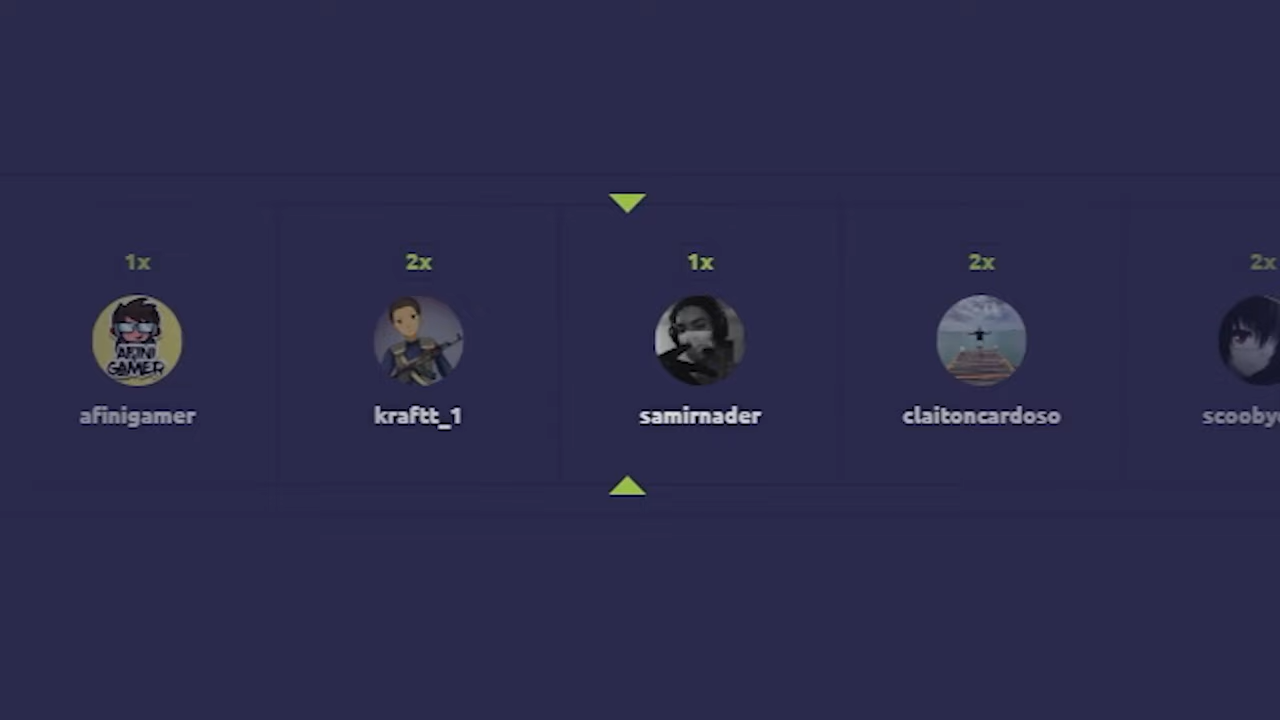 1x 2x 1x 2x 2x
AFINI
GAMER
afinigamer kraftt_1 samirnader claitoncardoso